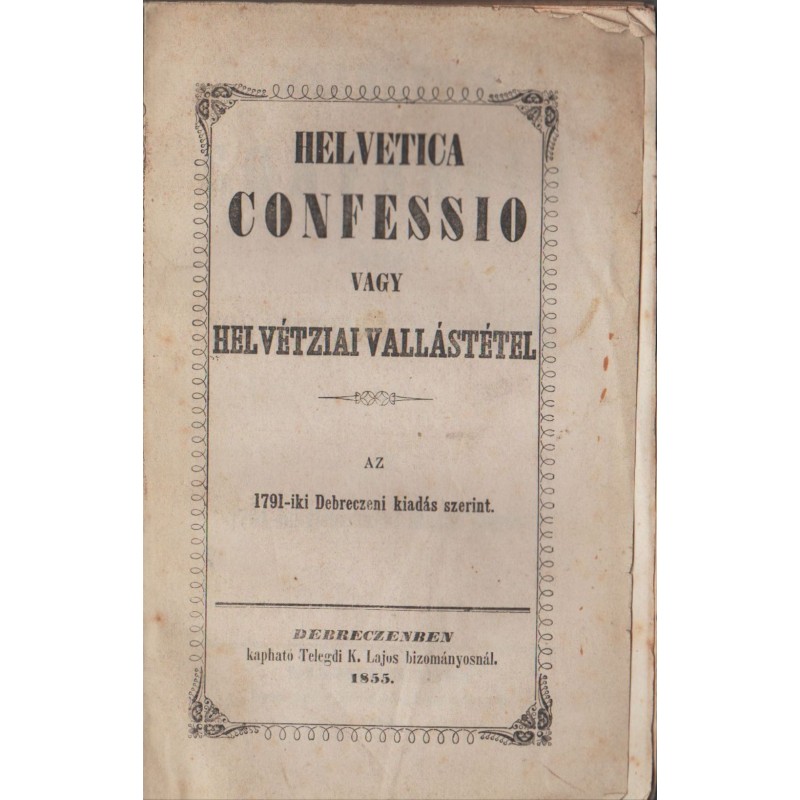 HELVETICA
CONFESSIO
VAGY
HELVÉTZIAI VALLÁSTÉTEL
AZ
1791-iki Debreczeni kiadás szerint.
DEBRECZENBEN
kapható Telegdi K. Lajos bizományosnál.
1855.